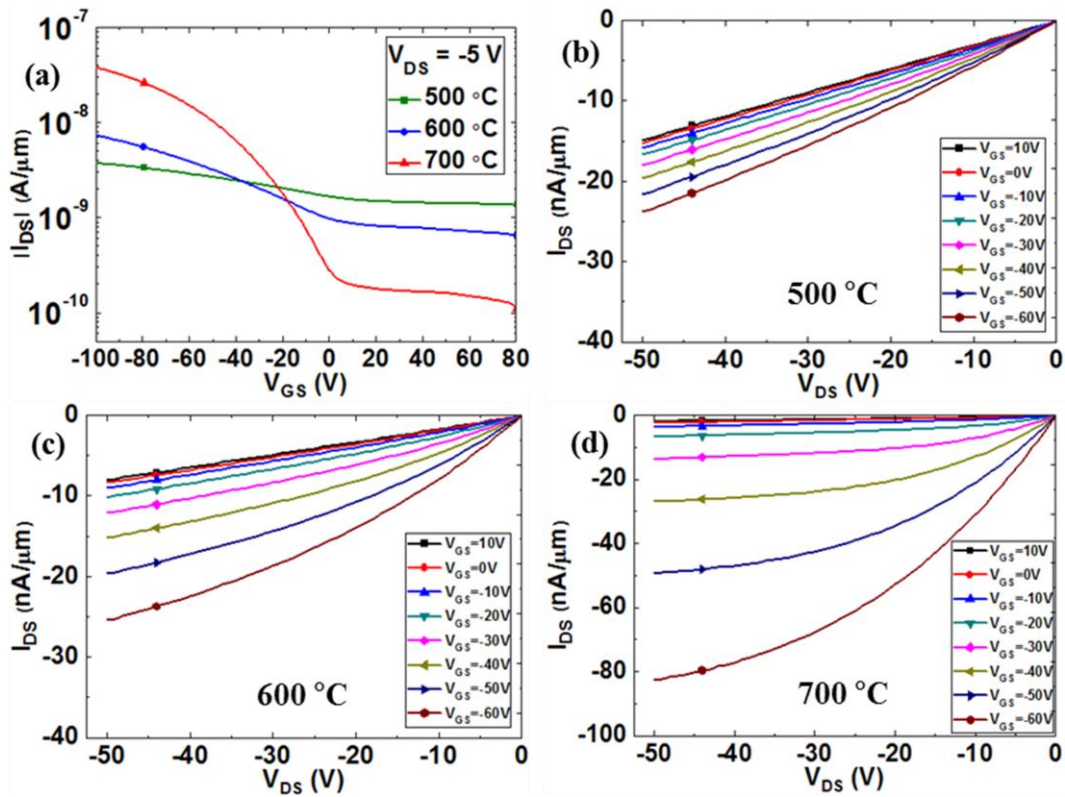 (a)
V_DS = -5 V
500 °C
600 °C
700 °C
10^-7
10^-8
10^-9
10^-10
|I_DS| (A/μm)
-100 -80 -60 -40 -20 0 20 40 60 80
V_GS (V)
(b)
0
-10
-20
-30
-40
I_DS (nA/μm)
V_GS=10V
V_GS=0V
V_GS=-10V
V_GS=-20V
V_GS=-30V
V_GS=-40V
V_GS=-50V
V_GS=-60V
500 °C
-50 -40 -30 -20 -10 0
V_DS (V)
(c)
0
-10
-20
-30
-40
I_DS (nA/μm)
V_GS=10V
V_GS=0V
V_GS=-10V
V_GS=-20V
V_GS=-30V
V_GS=-40V
V_GS=-50V
V_GS=-60V
600 °C
-50 -40 -30 -20 -10 0
V_DS (V)
(d)
0
-20
-40
-60
-80
-100
I_DS (nA/μm)
V_GS=10V
V_GS=0V
V_GS=-10V
V_GS=-20V
V_GS=-30V
V_GS=-40V
V_GS=-50V
V_GS=-60V
700 °C
-50 -40 -30 -20 -10 0
V_DS (V)